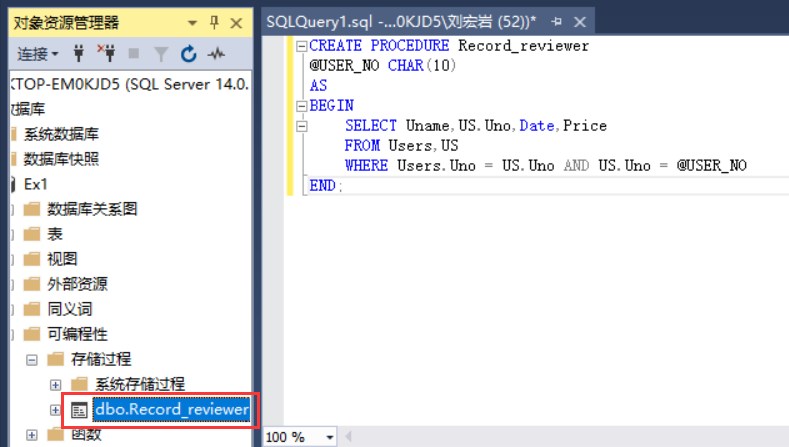 对象资源管理器
连接
KTOP-EM0KJD5 (SQL Server 14.0.
数据库
系统数据库
数据库快照
Ex1
数据库关系图
表
视图
外部资源
同义词
可编程性
存储过程
系统存储过程
dbo.Record_reviewer
函数
SQLQuery1.sql -...0KJD5\刘宏岩 (52))*
CREATE PROCEDURE Record_reviewer
@USER_NO CHAR(10)
AS
BEGIN
SELECT Uname,US.Uno,Date,Price
FROM Users,US
WHERE Users.Uno = US.Uno AND US.Uno = @USER_NO
END;
100 %